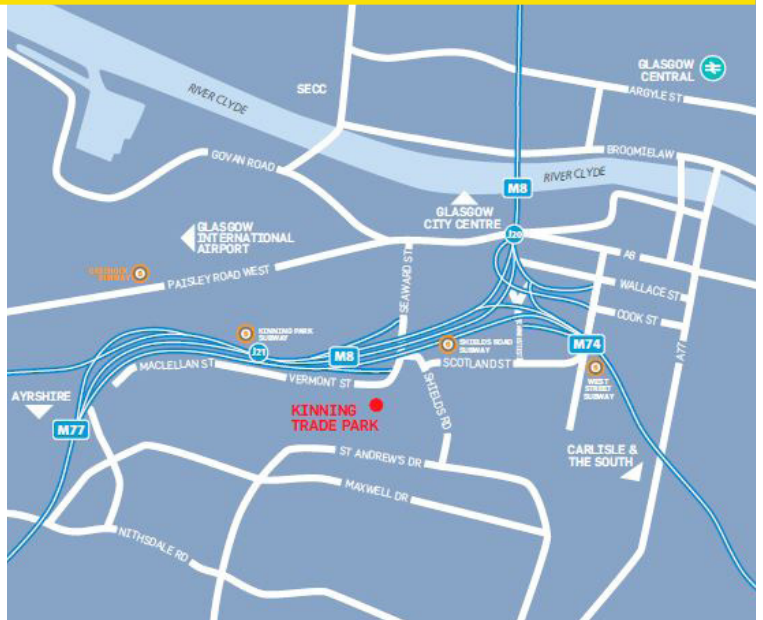 GLASGOW
CENTRAL
ARGYLE ST
SECC
RIVER CLYDE
BROOMIELAW
GOVAN ROAD
RIVER CLYDE
M8
GLASGOW
CITY CENTRE
GLASGOW
INTERNATIONAL
AIRPORT
J20
A8
SUBWAY
PAISLEY ROAD WEST
SEAWARD ST
WALLACE ST
COOK ST
KINNING PARK
SUBWAY
J21
M8
SHIELDS ROAD
SUBWAY
M74
A77
MACLELLAN ST
VERMONT ST
SCOTLAND ST
WEST
STREET
SUBWAY
AYRSHIRE
M77
KINNING
TRADE PARK
SHIELDS RD
ST ANDREW'S DR
CARLISLE &
THE SOUTH
MAXWELL DR
NITHSDALE RD